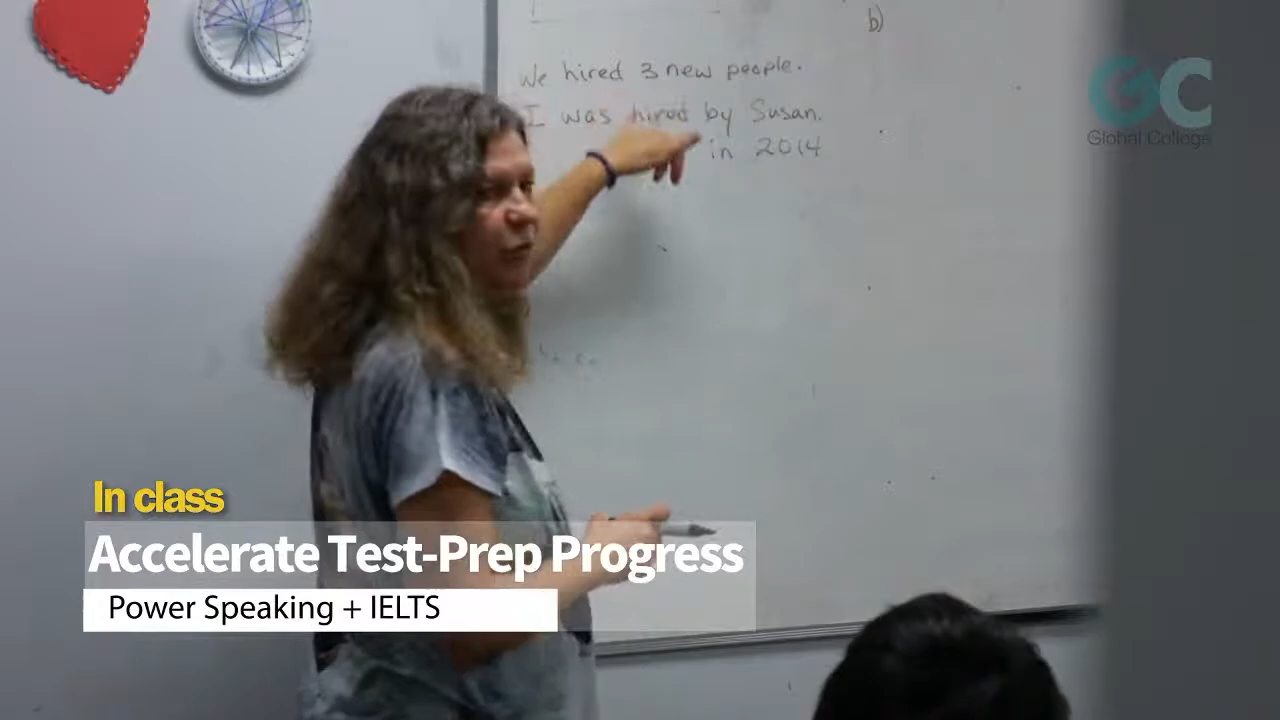 b)
We hired 3 new people.
I was hired by Susan.
in 2014
GC
Global College
In class
Accelerate Test-Prep Progress
Power Speaking + IELTS